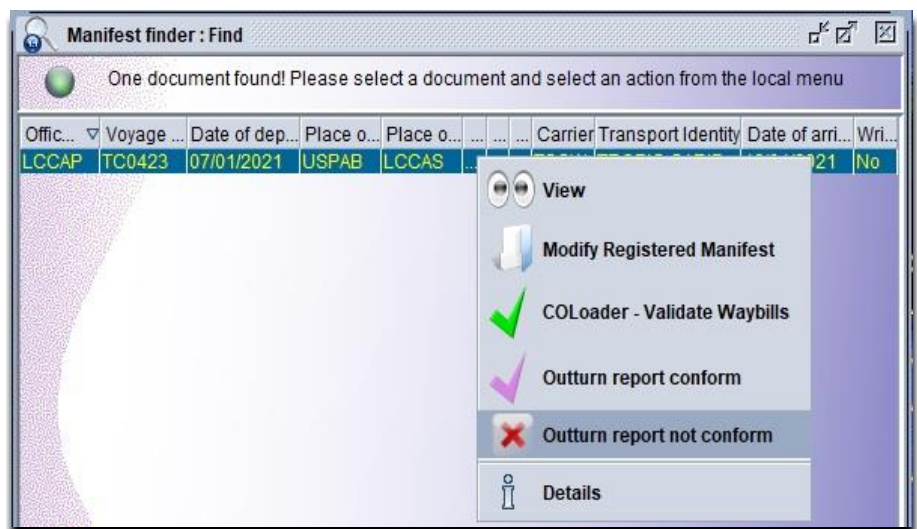 Manifest finder : Find
One document found! Please select a document and select an action from the local menu
Offic... Voyage ... Date of dep... Place o... Place o... ... ... ... Carrier Transport Identity Date of arri... Wri...
LCCAP TC0423 07/01/2021 USPAB LCCAS ... 21 No
View
Modify Registered Manifest
COLoader - Validate Waybills
Outturn report conform
Outturn report not conform
Details